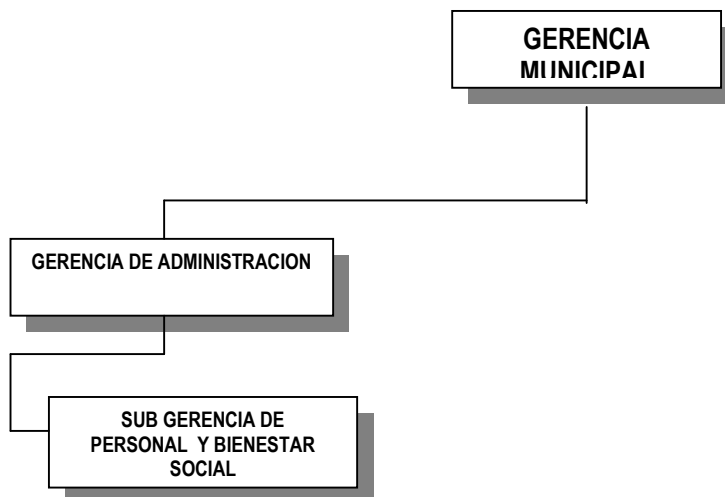 GERENCIA
MUNICIPAL
GERENCIA DE ADMINISTRACION
SUB GERENCIA DE
PERSONAL Y BIENESTAR
SOCIAL